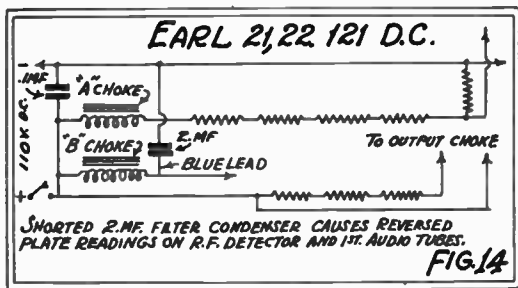 EARL 21, 22 121 D.C.
-
.1MF
"A" CHOKE
110V. D.C.
2. MF
TO OUTPUT CHOKE
"B" CHOKE
BLUE LEAD
+
SHORTED 2.MF. FILTER CONDENSER CAUSES REVERSED
PLATE READINGS ON R.F. DETECTOR AND 1ST. AUDIO TUBES.
FIG.14